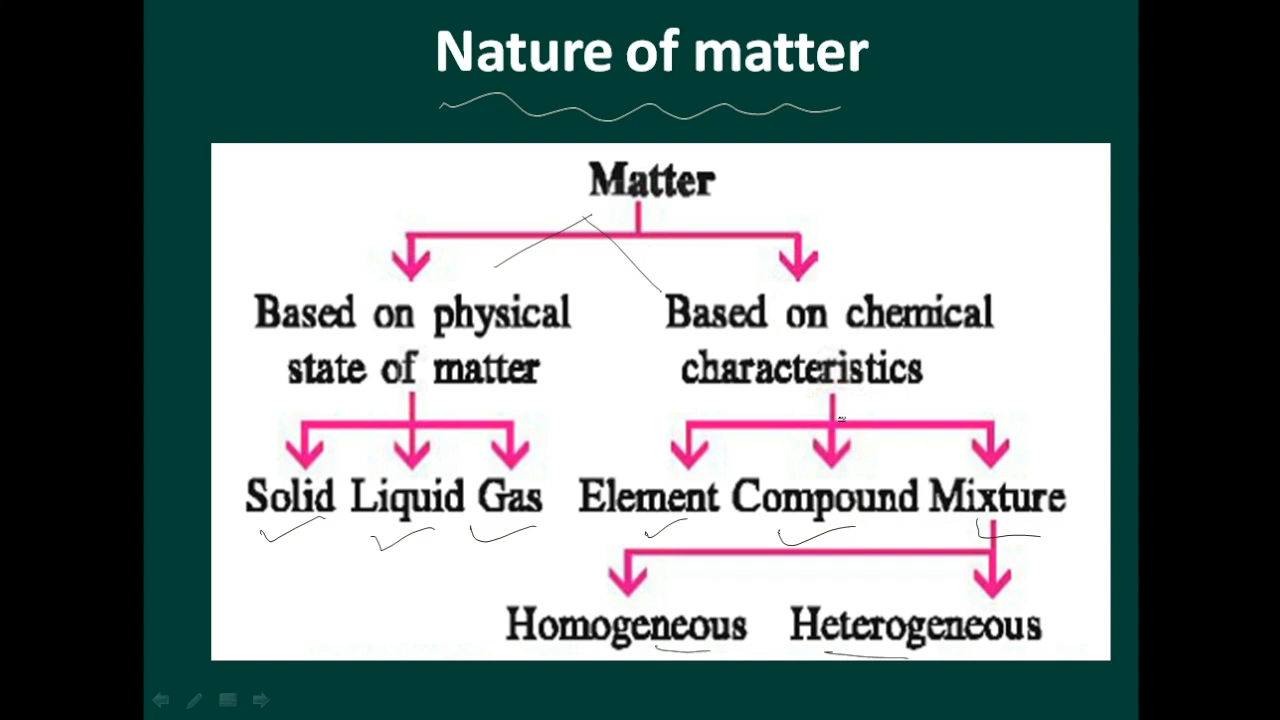 Nature of matter
Matter
Based on physical
state of matter
Based on chemical
characteristics
Solid Liquid Gas
Element Compound Mixture
Homogeneous
Heterogeneous